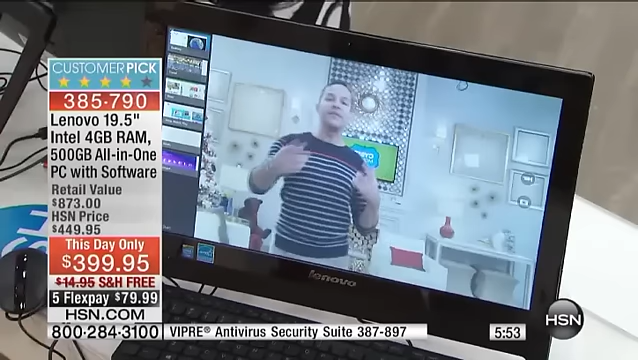 CUSTOMER PICK
385-790
Lenovo 19.5"
Intel 4GB RAM,
500GB All-in-One
PC with Software
Retail Value
$873.00
HSN Price
$449.95
This Day Only
$399.95
$14.95 S&H FREE
5 Flexpay $79.99
HSN.COM
800-284-3100
VIPRE® Antivirus Security Suite 387-897
5:53
HSN
lenovo